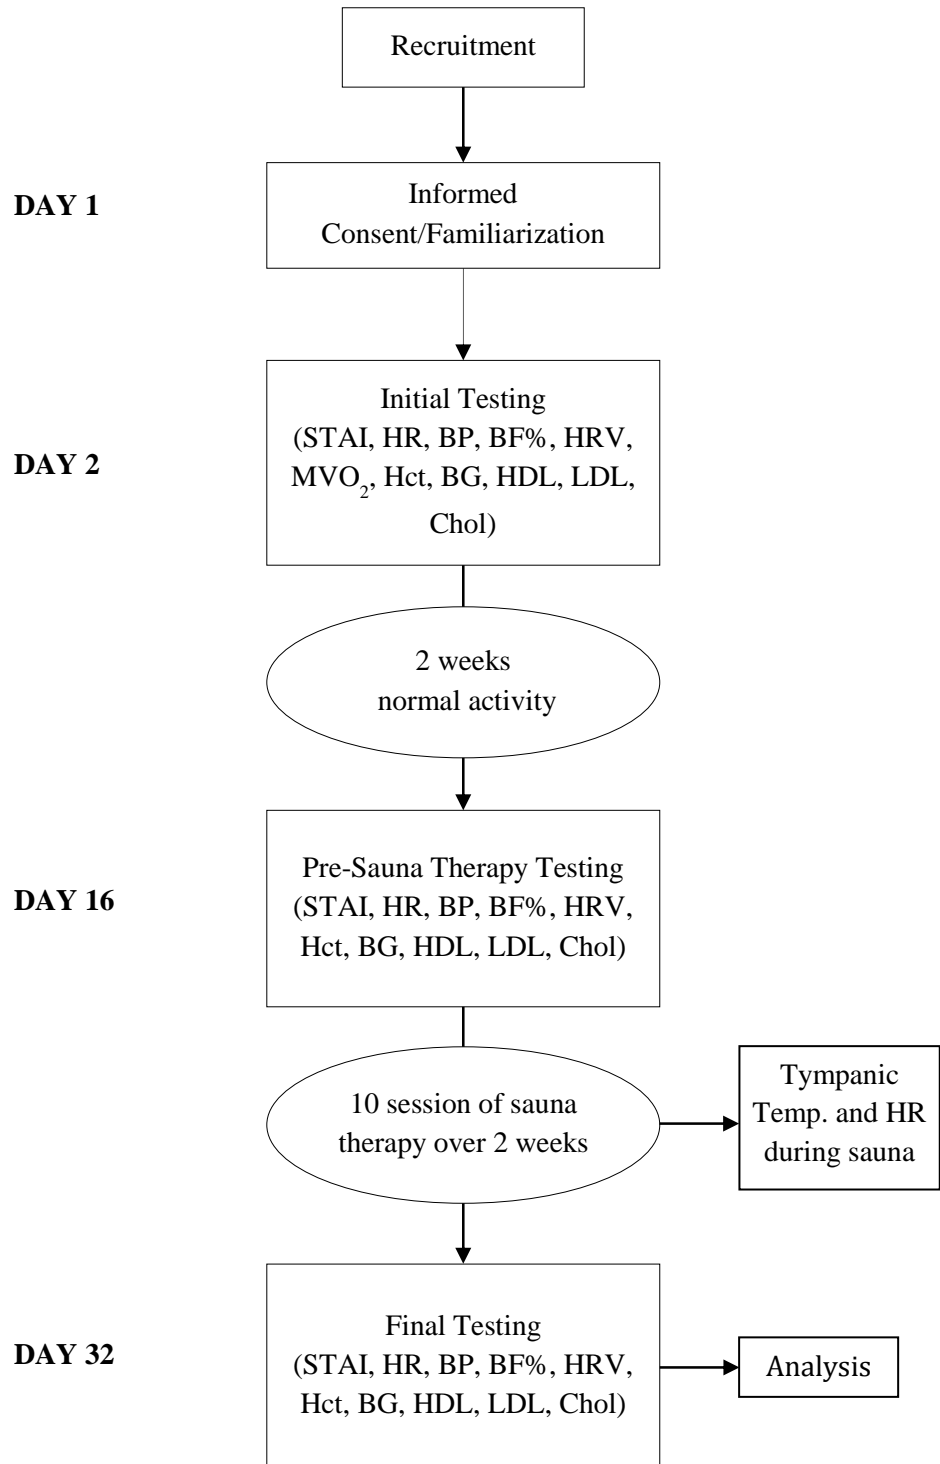 Recruitment
DAY 1
Informed
Consent/Familiarization
DAY 2
Initial Testing
(STAI, HR, BP, BF%, HRV,
MVO₂, Hct, BG, HDL, LDL,
Chol)
2 weeks
normal activity
DAY 16
Pre-Sauna Therapy Testing
(STAI, HR, BP, BF%, HRV,
Hct, BG, HDL, LDL, Chol)
10 session of sauna
therapy over 2 weeks
Tympanic
Temp. and HR
during sauna
DAY 32
Final Testing
(STAI, HR, BP, BF%, HRV,
Hct, BG, HDL, LDL, Chol)
Analysis